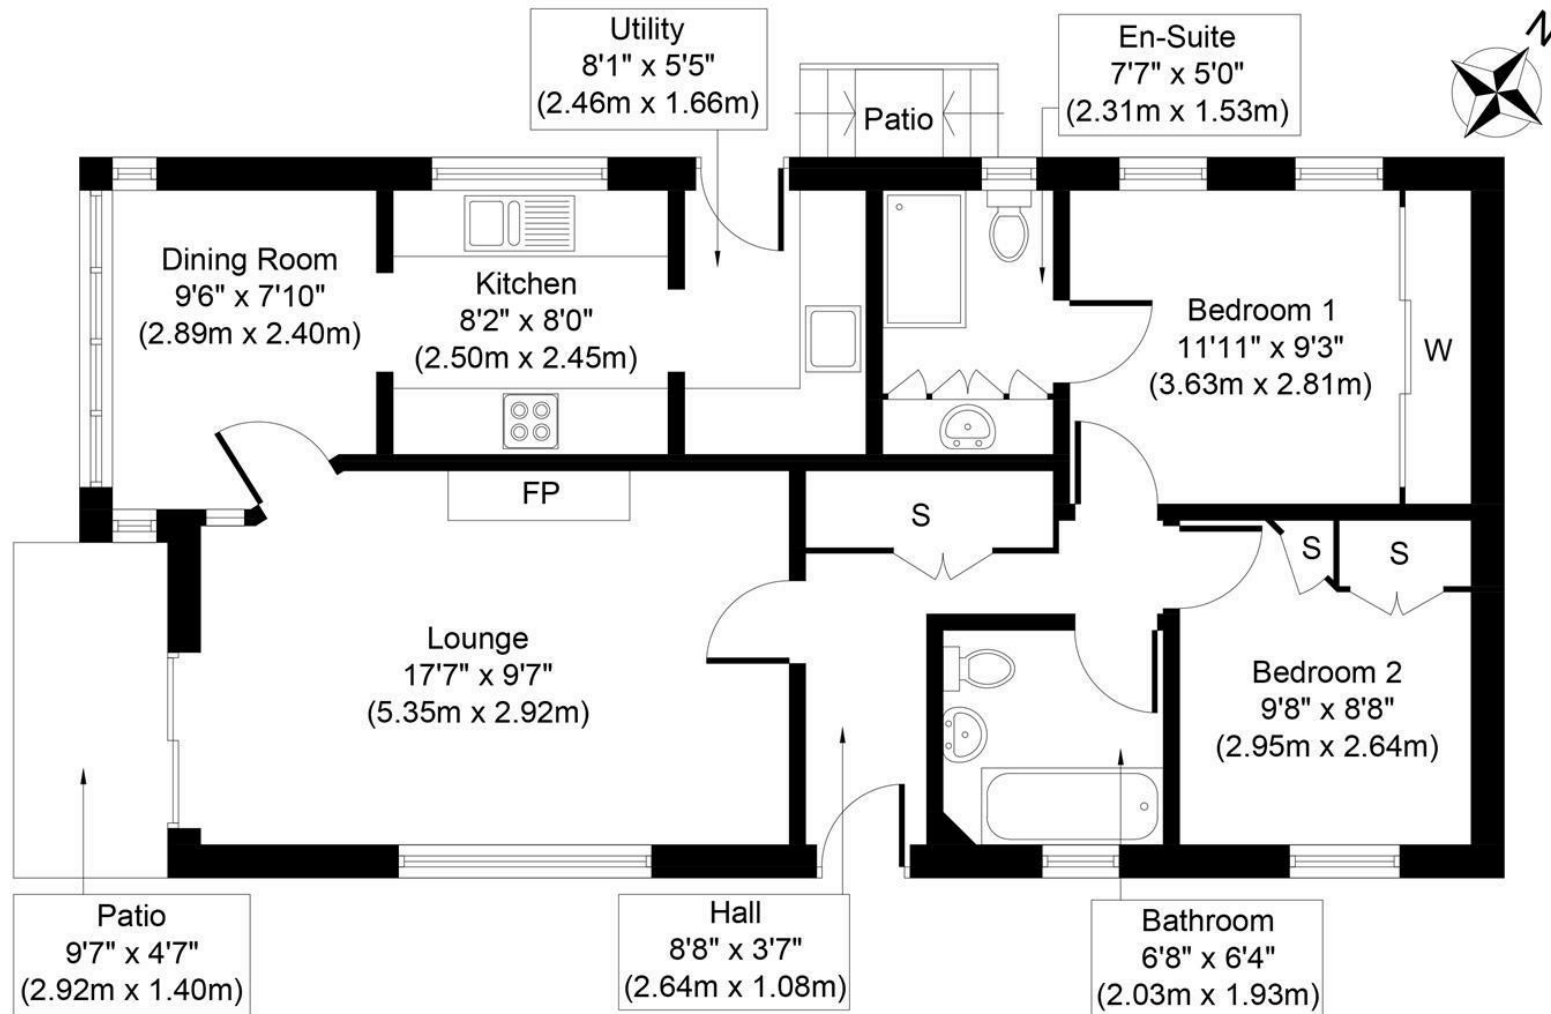 Utility
8'1" x 5'5"
(2.46m x 1.66m)
En-Suite
7'7" x 5'0"
(2.31m x 1.53m)
N
Patio
Dining Room
9'6" x 7'10"
(2.89m x 2.40m)
Kitchen
8'2" x 8'0"
(2.50m x 2.45m)
Bedroom 1
11'11" x 9'3"
(3.63m x 2.81m)
W
FP
S
S
S
Lounge
17'7" x 9'7"
(5.35m x 2.92m)
Bedroom 2
9'8" x 8'8"
(2.95m x 2.64m)
Patio
9'7" x 4'7"
(2.92m x 1.40m)
Hall
8'8" x 3'7"
(2.64m x 1.08m)
Bathroom
6'8" x 6'4"
(2.03m x 1.93m)